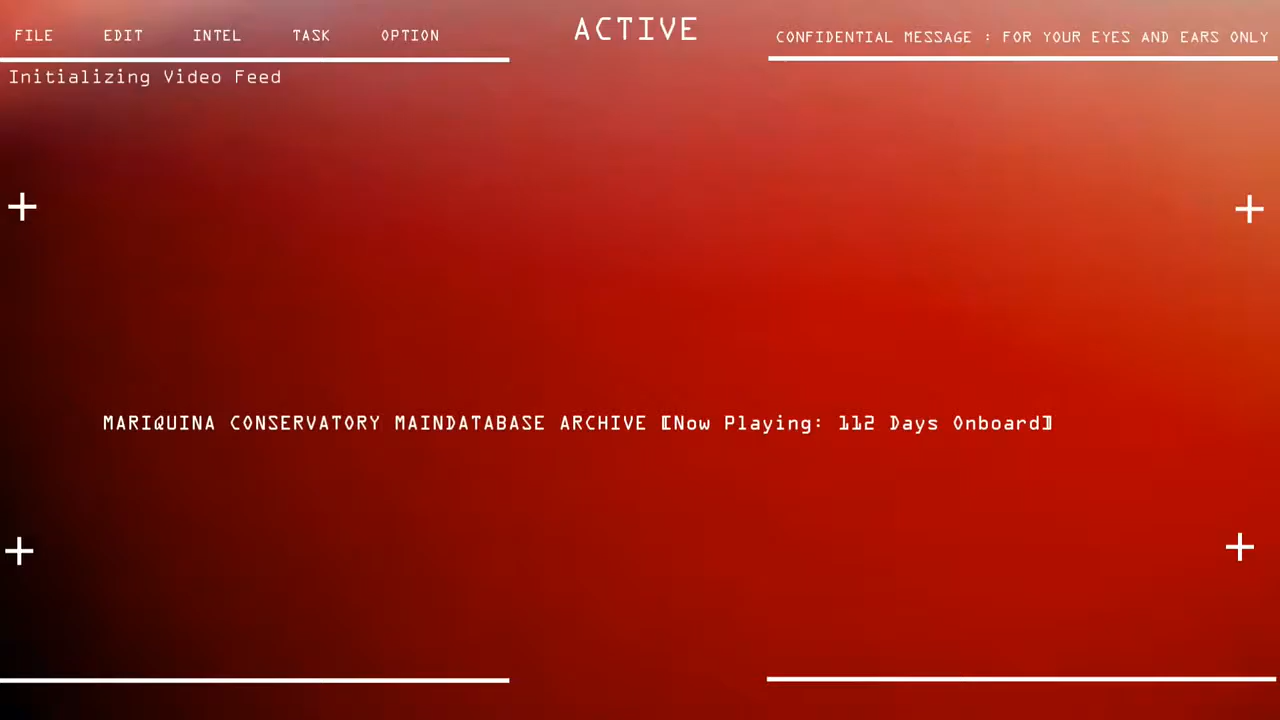 FILE EDIT INTEL TASK OPTION
ACTIVE
CONFIDENTIAL MESSAGE : FOR YOUR EYES AND EARS ONLY
Initializing Video Feed
MARIQUINA CONSERVATORY MAINDATABASE ARCHIVE [Now Playing: 112 Days Onboard]